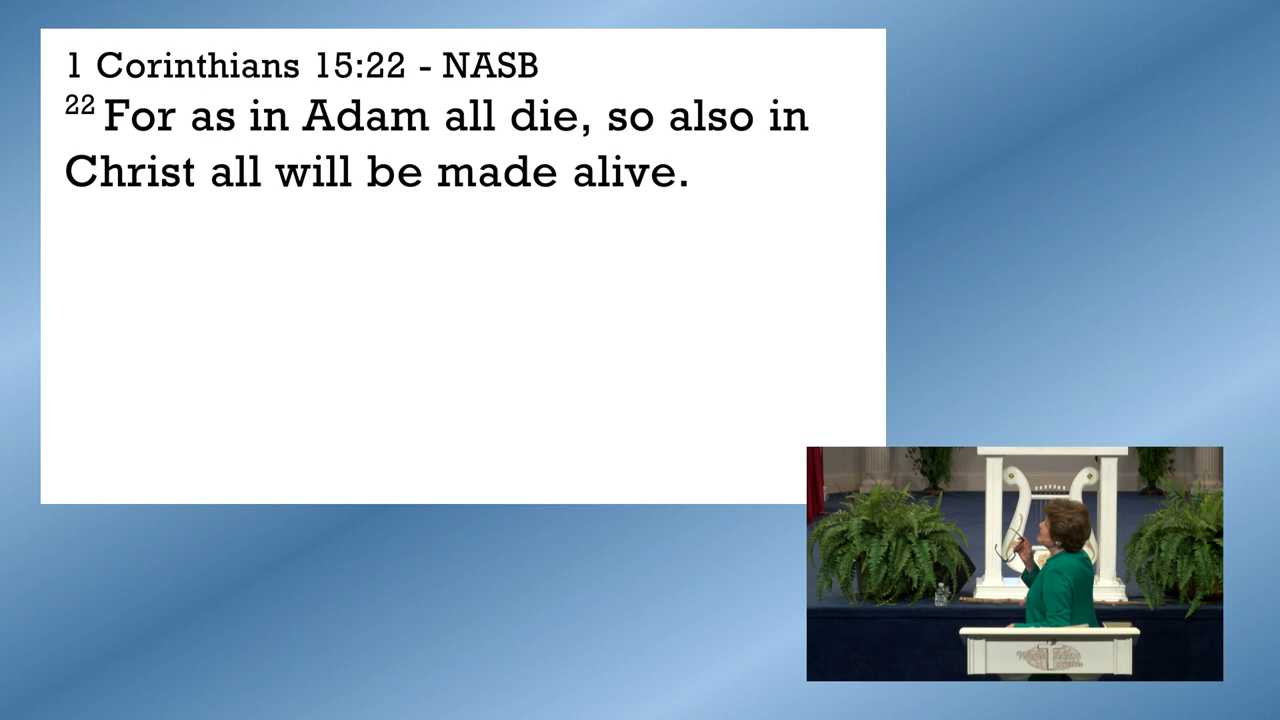 1 Corinthians 15:22 - NASB
22 For as in Adam all die, so also in
Christ all will be made alive.